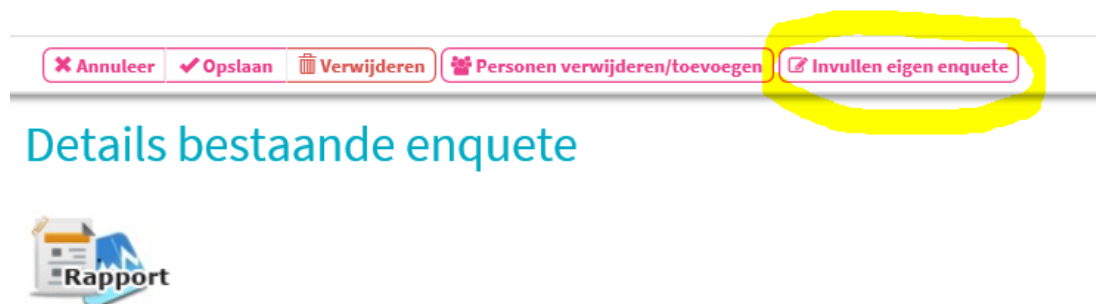 Annuleer Opslaan Verwijderen Personen verwijderen/toevoegen Invullen eigen enquete
Details bestaande enquete
Rapport